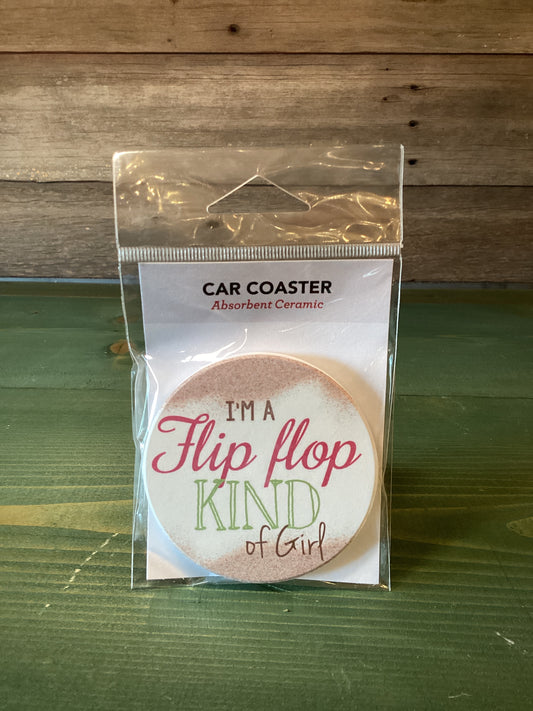 CAR COASTER
Absorbent Ceramic
I'M A
Flip flop
KIND
of Girl